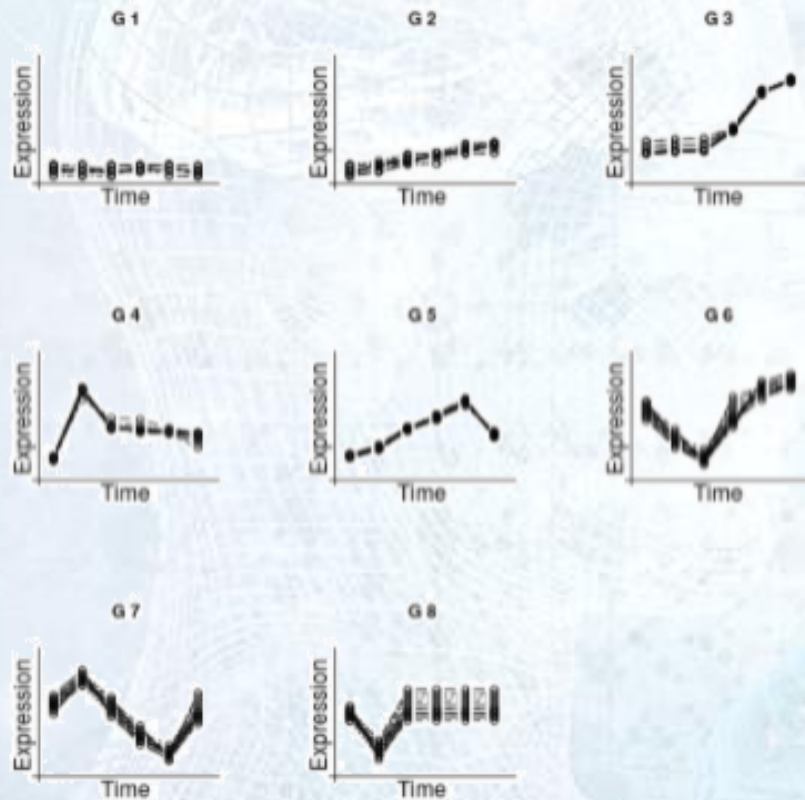 G 1
G 2
G 3
Expression
Expression
Expression
Time
Time
Time
G 4
G 5
G 6
Expression
Expression
Expression
Time
Time
Time
G 7
G 8
Expression
Expression
Time
Time